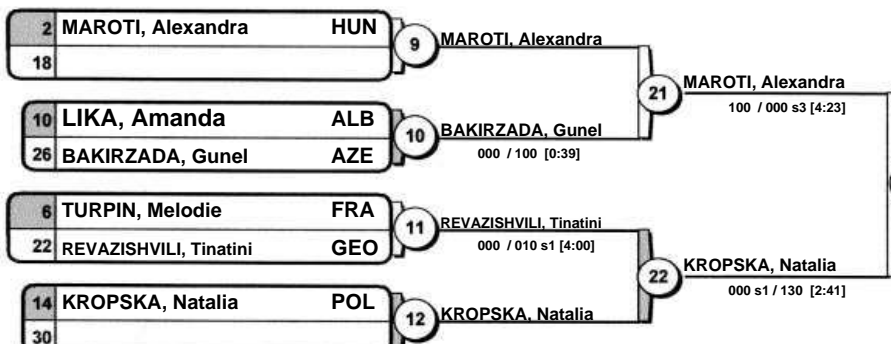 2 MAROTI, Alexandra HUN
18
9
MAROTI, Alexandra
10 LIKA, Amanda ALB
26 BAKIRZADA, Gunel AZE
10
BAKIRZADA, Gunel
000 / 100 [0:39]
21
MAROTI, Alexandra
100 / 000 s3 [4:23]
6 TURPIN, Melodie FRA
22 REVAZISHVILI, Tinatini GEO
11
REVAZISHVILI, Tinatini
000 / 010 s1 [4:00]
14 KROPSKA, Natalia POL
30
12
KROPSKA, Natalia
22
KROPSKA, Natalia
000 s1 / 130 [2:41]